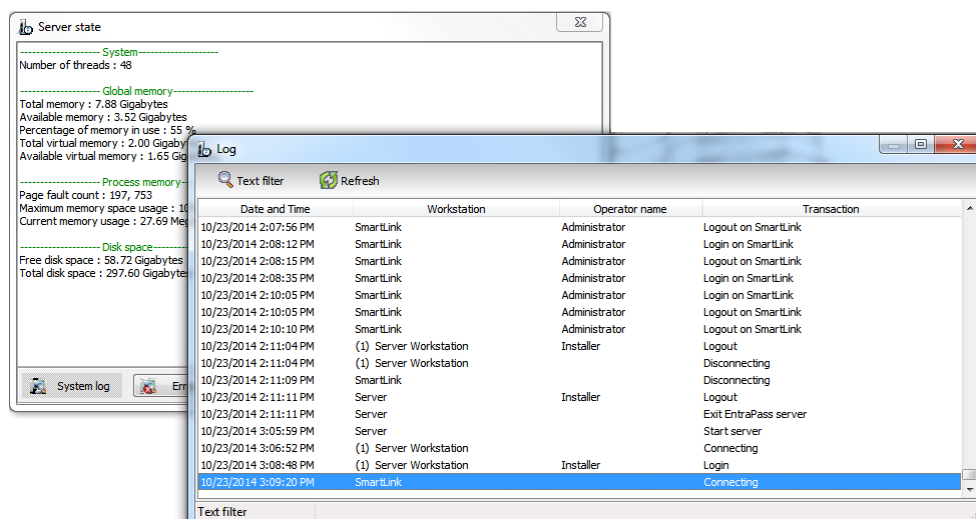 Server state
-------------------- System--------------------
Number of threads : 48
-------------------- Global memory--------------------
Total memory : 7.88 Gigabytes
Available memory : 3.52 Gigabytes
Percentage of memory in use : 55 %
Total virtual memory : 2.00
Available virtual memory : 1.65
-------------------- Process memory
Page fault count : 197, 753
Maximum memory space usage :
Current memory usage : 27.69
-------------------- Disk space
Free disk space : 58.72 Gigabytes
Total disk space : 297.60
System log
Log
Text filter Refresh
Date and Time Workstation Operator name Transaction
10/23/2014 2:07:56 PM SmartLink Administrator Logout on SmartLink
10/23/2014 2:08:12 PM SmartLink Administrator Login on SmartLink
10/23/2014 2:08:15 PM SmartLink Administrator Logout on SmartLink
10/23/2014 2:08:35 PM SmartLink Administrator Login on SmartLink
10/23/2014 2:10:05 PM SmartLink Administrator Login on SmartLink
10/23/2014 2:10:05 PM SmartLink Administrator Logout on SmartLink
10/23/2014 2:10:10 PM SmartLink Administrator Logout on SmartLink
10/23/2014 2:11:04 PM (1) Server Workstation Installer Logout
10/23/2014 2:11:04 PM (1) Server Workstation Disconnecting
10/23/2014 2:11:09 PM SmartLink Disconnecting
10/23/2014 2:11:11 PM Server Installer Logout
10/23/2014 2:11:11 PM Server Exit EntraPass server
10/23/2014 3:05:59 PM Server Start server
10/23/2014 3:06:52 PM (1) Server Workstation Connecting
10/23/2014 3:08:48 PM (1) Server Workstation Installer Login
10/23/2014 3:09:20 PM SmartLink Connecting
Text filter